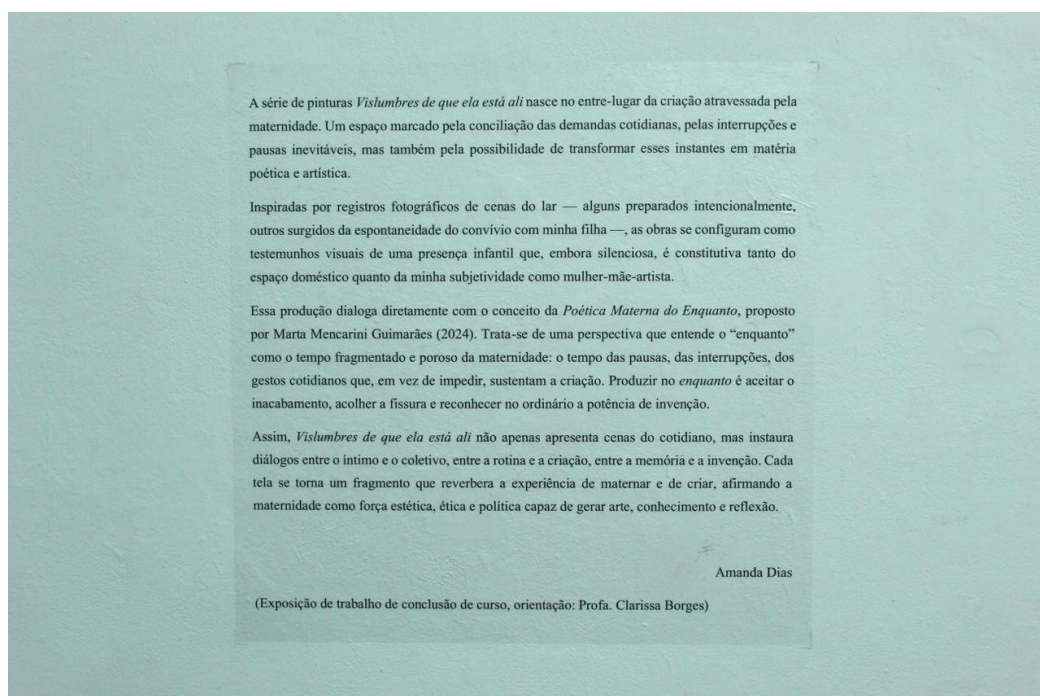 A série de pinturas Vislumbres de que ela está ali nasce no entre-lugar da criação atravessada pela
maternidade. Um espaço marcado pela conciliação das demandas cotidianas, pelas interrupções e
pausas inevitáveis, mas também pela possibilidade de transformar esses instantes em matéria
poética e artística.
Inspiradas por registros fotográficos de cenas do lar — alguns preparados intencionalmente,
outros surgidos da espontaneidade do convívio com minha filha —, as obras se configuram como
testemunhos visuais de uma presença infantil que, embora silenciosa, é constitutiva tanto do
espaço doméstico quanto da minha subjetividade como mulher-mãe-artista.
Essa produção dialoga diretamente com o conceito da Poética Materna do Enquanto, proposto
por Marta Mencarini Guimarães (2024). Trata-se de uma perspectiva que entende o “enquanto”
como o tempo fragmentado e poroso da maternidade: o tempo das pausas, das interrupções, dos
gestos cotidianos que, em vez de impedir, sustentam a criação. Produzir no enquanto é aceitar o
inacabamento, acolher a fissura e reconhecer no ordinário a potência de invenção.
Assim, Vislumbres de que ela está ali não apenas apresenta cenas do cotidiano, mas instaura
diálogos entre o íntimo e o coletivo, entre a rotina e a criação, entre a memória e a invenção. Cada
tela se torna um fragmento que reverbera a experiência de maternar e de criar, afirmando a
maternidade como força estética, ética e política capaz de gerar arte, conhecimento e reflexão.
Amanda Dias
(Exposição de trabalho de conclusão de curso, orientação: Profa. Clarissa Borges)